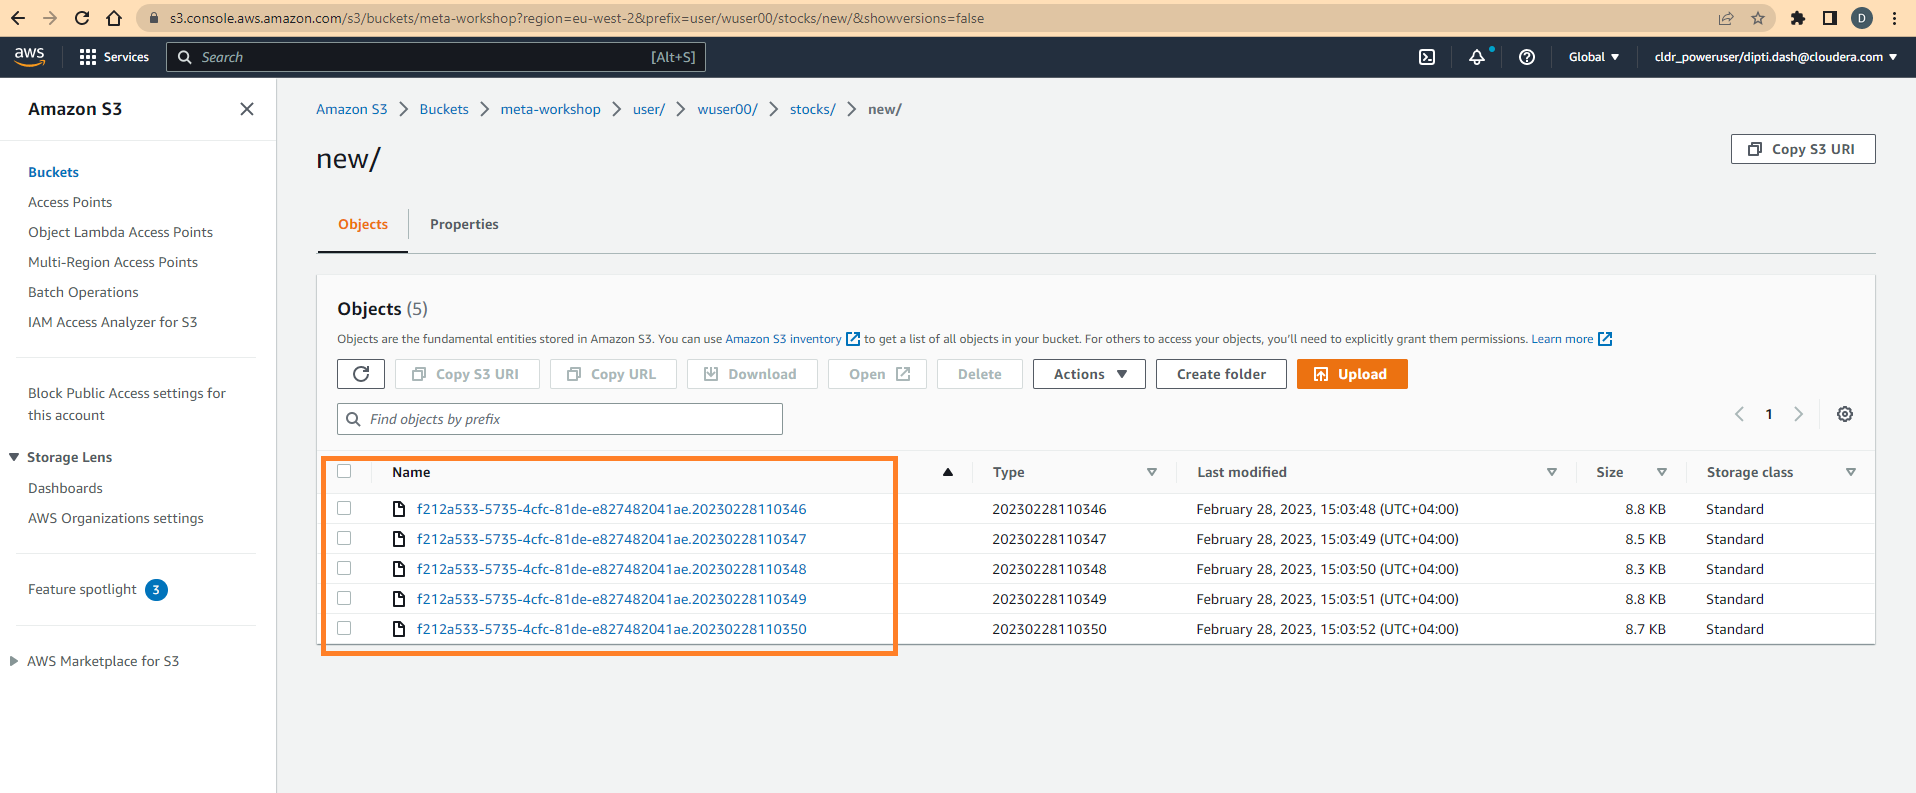 s3.console.aws.amazon.com/s3/buckets/meta-workshop?region=eu-west-2&prefix=user/wuser00/stocks/new/&showversions=false
D
aws
Services
Search
[Alt+S]
Global
cldr_poweruser/dipti.dash@cloudera.com
Amazon S3
Buckets
Access Points
Object Lambda Access Points
Multi-Region Access Points
Batch Operations
IAM Access Analyzer for S3
Block Public Access settings for
this account
Storage Lens
Dashboards
AWS Organizations settings
Feature spotlight 3
AWS Marketplace for S3
Amazon S3 Buckets meta-workshop user/ wuser00/ stocks/ new/
new/
Copy S3 URI
Objects Properties
Objects (5)
Objects are the fundamental entities stored in Amazon S3. You can use Amazon S3 inventory to get a list of all objects in your bucket. For others to access your objects, you'll need to explicitly grant them permissions. Learn more
Copy S3 URI Copy URL Download Open Delete Actions Create folder Upload
Find objects by prefix
1
Name Type Last modified Size Storage class
f212a533-5735-4cfc-81de-e827482041ae.20230228110346 20230228110346 February 28, 2023, 15:03:48 (UTC+04:00) 8.8 KB Standard
f212a533-5735-4cfc-81de-e827482041ae.20230228110347 20230228110347 February 28, 2023, 15:03:49 (UTC+04:00) 8.5 KB Standard
f212a533-5735-4cfc-81de-e827482041ae.20230228110348 20230228110348 February 28, 2023, 15:03:50 (UTC+04:00) 8.3 KB Standard
f212a533-5735-4cfc-81de-e827482041ae.20230228110349 20230228110349 February 28, 2023, 15:03:51 (UTC+04:00) 8.8 KB Standard
f212a533-5735-4cfc-81de-e827482041ae.20230228110350 20230228110350 February 28, 2023, 15:03:52 (UTC+04:00) 8.7 KB Standard